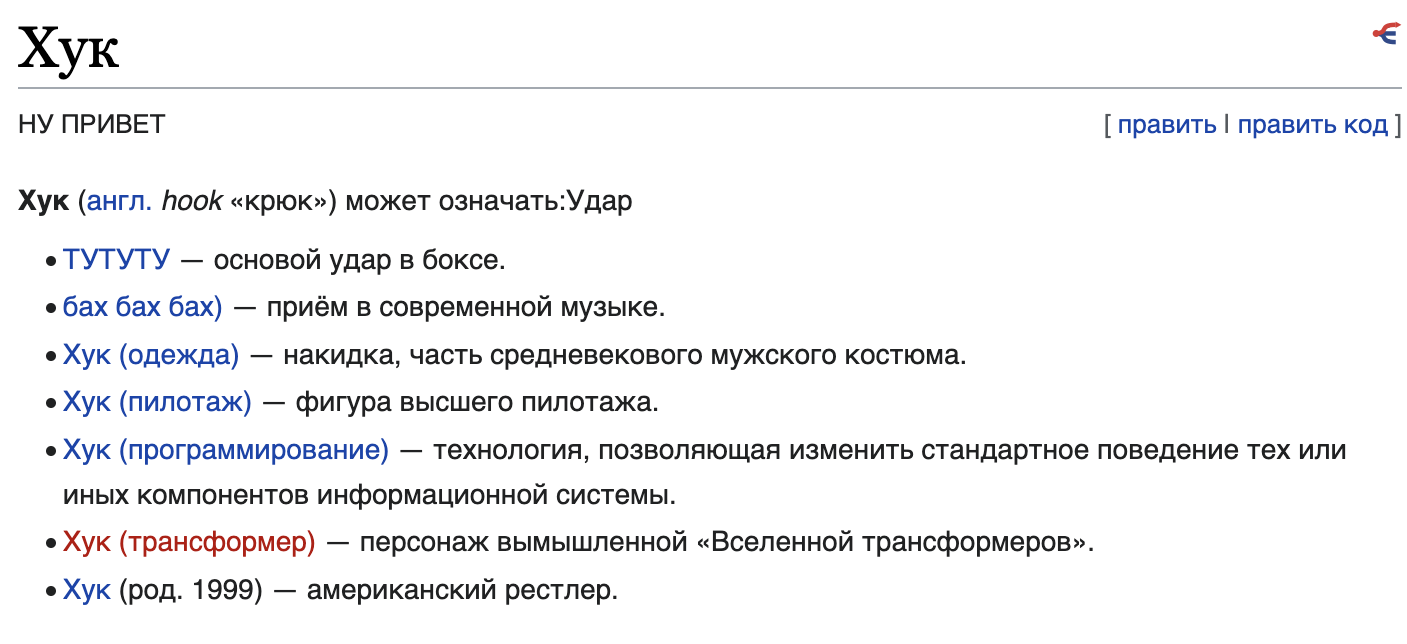 Хук
НУ ПРИВЕТ
[ править | править код ]
Хук (англ. hook «крюк») может означать:Удар
• ТУТУТУ — основой удар в боксе.
• бах бах бах) — приём в современной музыке.
• Хук (одежда) — накидка, часть средневекового мужского костюма.
• Хук (пилотаж) — фигура высшего пилотажа.
• Хук (программирование) — технология, позволяющая изменить стандартное поведение тех или
иных компонентов информационной системы.
• Хук (трансформер) — персонаж вымышленной «Вселенной трансформеров».
• Хук (род. 1999) — американский рестлер.